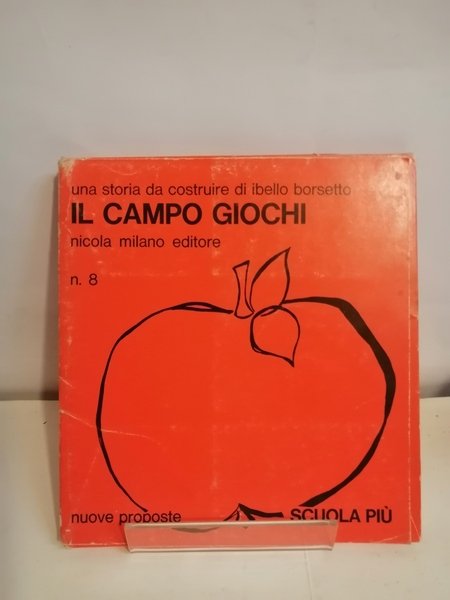 una storia da costruire di ibello borsetto
IL CAMPO GIOCHI
nicola milano editore
n. 8
nuove proposte
SCUOLA PIÙ